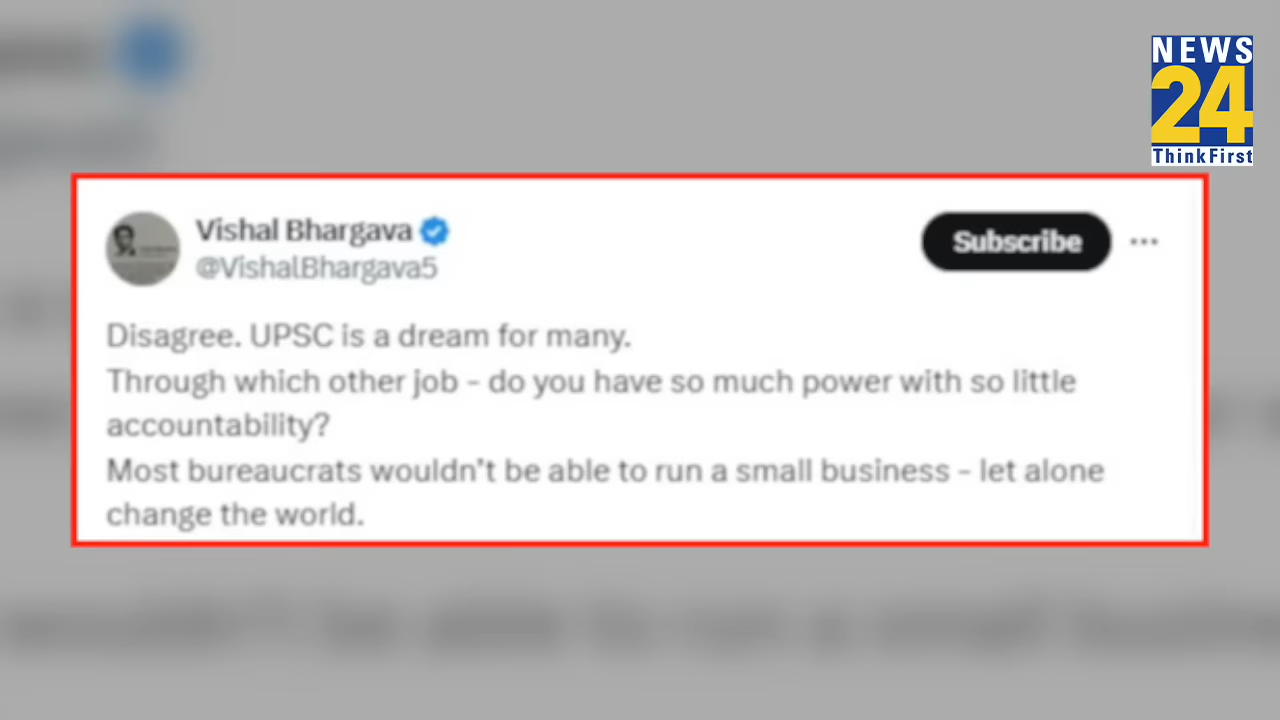 NEWS
24
ThinkFirst
Vishal Bhargava
@VishalBhargava5
Subscribe
Disagree. UPSC is a dream for many.
Through which other job – do you have so much power with so little
accountability?
Most bureaucrats wouldn't be able to run a small business – let alone
change the world.